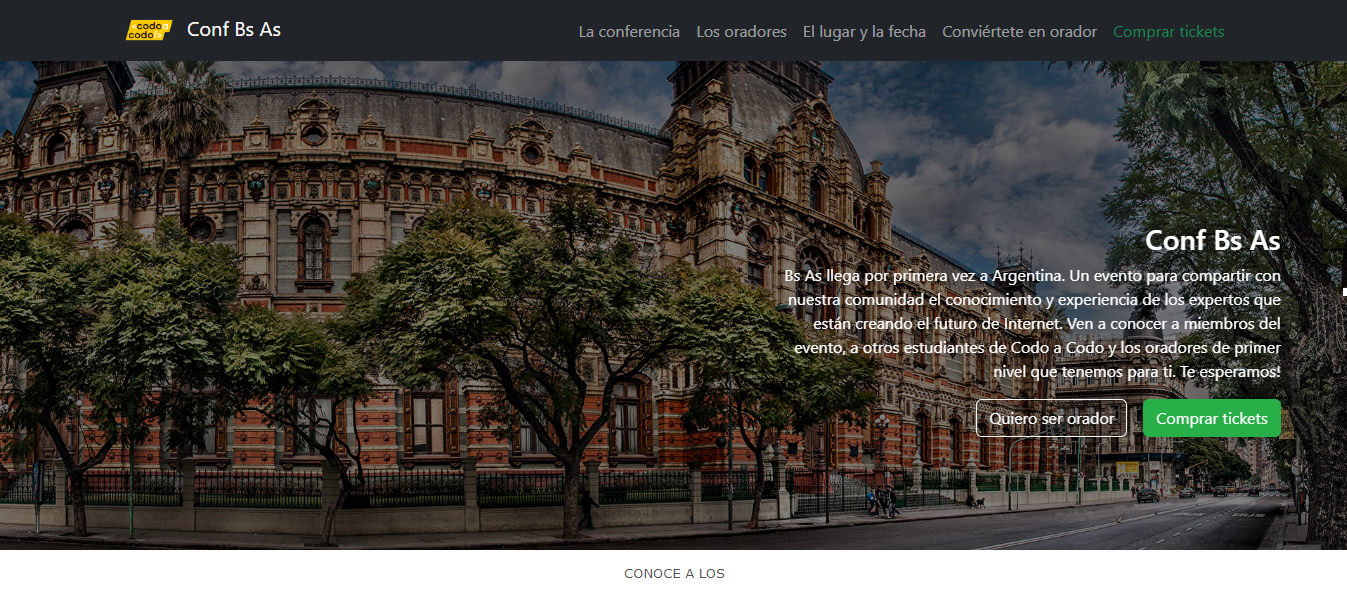 codo a
codo
Conf Bs As
La conferencia
Los oradores
El lugar y la fecha
Conviértete en orador
Comprar tickets
Conf Bs As
Bs As llega por primera vez a Argentina. Un evento para compartir con
nuestra comunidad el conocimiento y experiencia de los expertos que
están creando el futuro de Internet. Ven a conocer a miembros del
evento, a otros estudiantes de Codo a Codo y los oradores de primer
nivel que tenemos para ti. Te esperamos!
Quiero ser orador
Comprar tickets
CONOCE A LOS